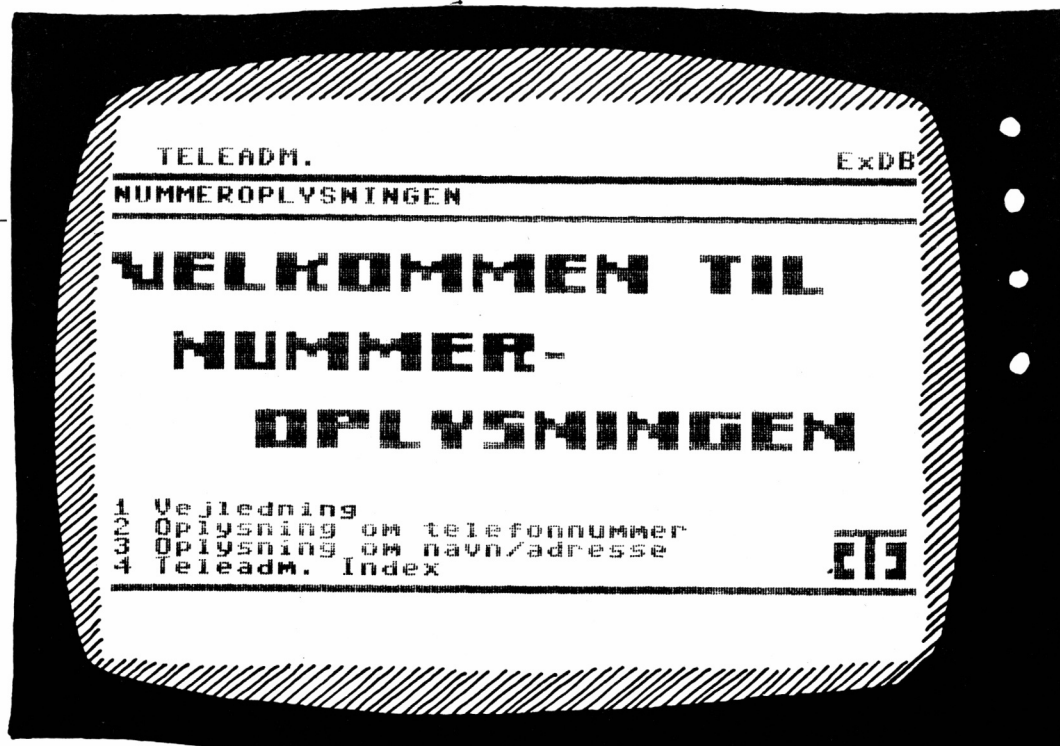 TELEADM. ExDB
NUMMEROPLYSNINGEN
VELKOMMEN TIL
NUMMER-
OPLYSNINGEN
1 Vejledning
2 Oplysning om telefonnummer
3 Oplysning om navn/adresse
4 Teleadm. Index